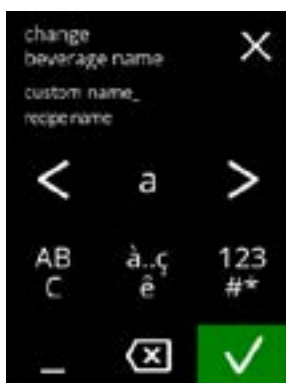 change
beverage name
custom name_
recipe name
< a >
AB à..ç 123
C ê #*
_